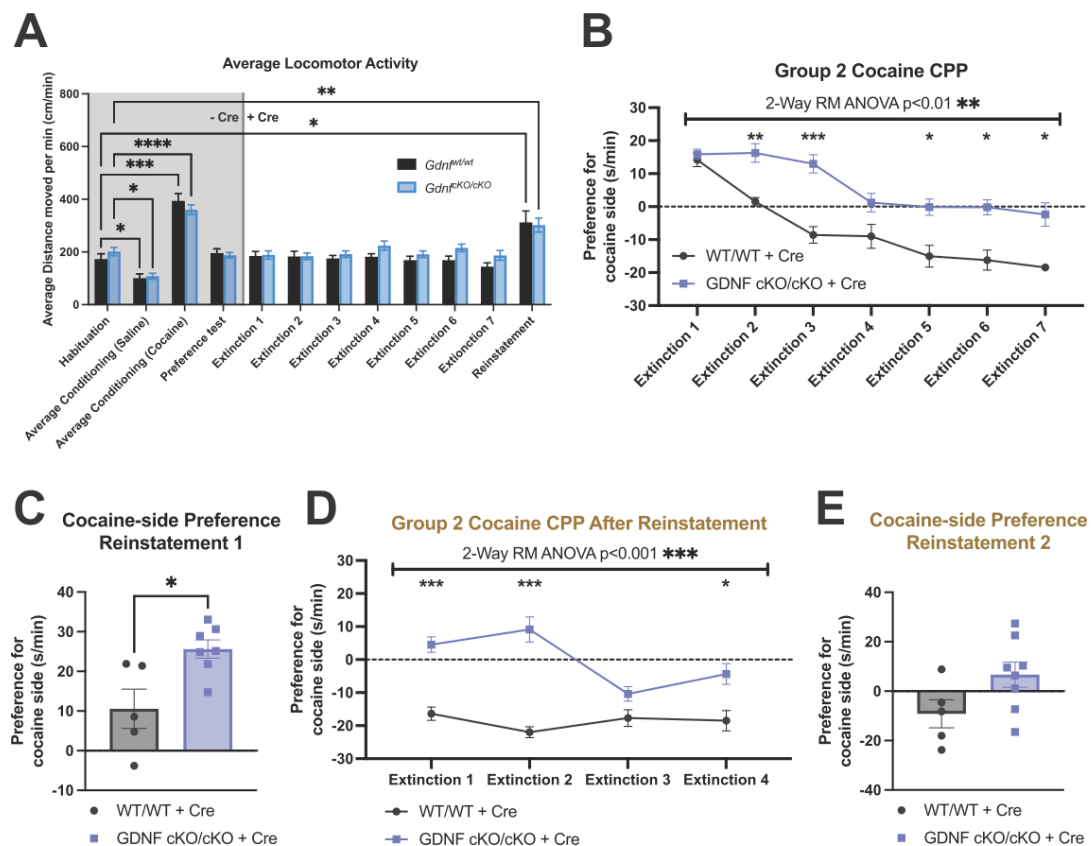 A
Average Locomotor Activity
Average Distance moved per min (cm/min)
800
600
400
200
0
- Cre + Cre
**
*
****
***
*
*
Gdnfwt/wt
GdnfcKO/cKO
Habituation
Average Conditioning (Saline)
Average Conditioning (Cocaine)
Preference test
Extinction 1
Extinction 2
Extinction 3
Extinction 4
Extinction 5
Extinction 6
Extionction 7
Reinstatement
B
Group 2 Cocaine CPP
2-Way RM ANOVA p<0.01 **
** *** * * *
Preference for
cocaine side (s/min)
30
20
10
0
-10
-20
-30
WT/WT + Cre
GDNF cKO/cKO + Cre
Extinction 1
Extinction 2
Extinction 3
Extinction 4
Extinction 5
Extinction 6
Extinction 7
C
Cocaine-side Preference
Reinstatement 1
*
Preference for
cocaine side (s/min)
40
30
20
10
0
-10
WT/WT + Cre
GDNF cKO/cKO + Cre
D
Group 2 Cocaine CPP After Reinstatement
2-Way RM ANOVA p<0.001 ***
*** *** *
Preference for
cocaine side (s/min)
30
20
10
0
-10
-20
-30
Extinction 1 Extinction 2 Extinction 3 Extinction 4
WT/WT + Cre
GDNF cKO/cKO + Cre
E
Cocaine-side Preference
Reinstatement 2
Preference for
cocaine side (s/min)
40
20
0
-20
-40
WT/WT + Cre
GDNF cKO/cKO + Cre